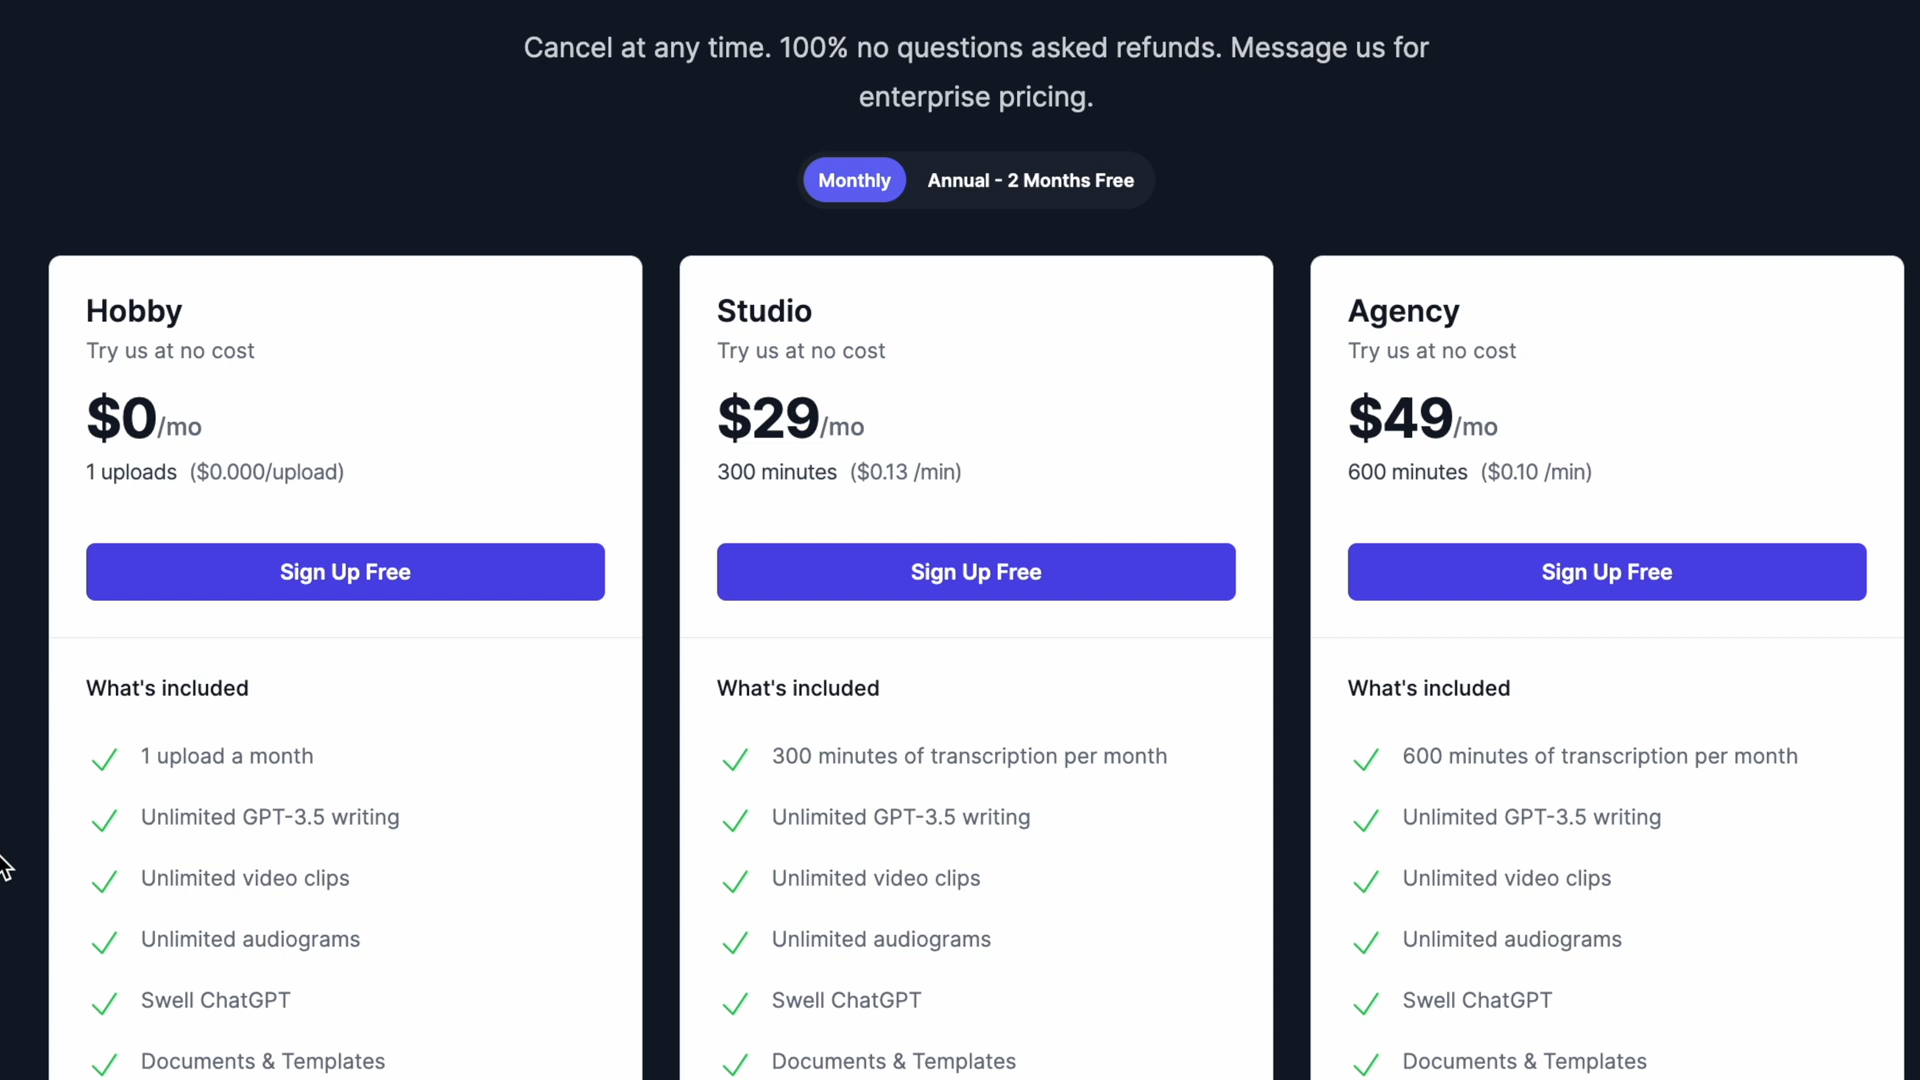 Cancel at any time. 100% no questions asked refunds. Message us for
enterprise pricing.
Monthly
Annual - 2 Months Free
Hobby
Try us at no cost
$0/mo
1 uploads ($0.000/upload)
Sign Up Free
What's included
1 upload a month
Unlimited GPT-3.5 writing
Unlimited video clips
Unlimited audiograms
Swell ChatGPT
Documents & Templates
Studio
Try us at no cost
$29/mo
300 minutes ($0.13 /min)
Sign Up Free
What's included
300 minutes of transcription per month
Unlimited GPT-3.5 writing
Unlimited video clips
Unlimited audiograms
Swell ChatGPT
Documents & Templates
Agency
Try us at no cost
$49/mo
600 minutes ($0.10 /min)
Sign Up Free
What's included
600 minutes of transcription per month
Unlimited GPT-3.5 writing
Unlimited video clips
Unlimited audiograms
Swell ChatGPT
Documents & Templates